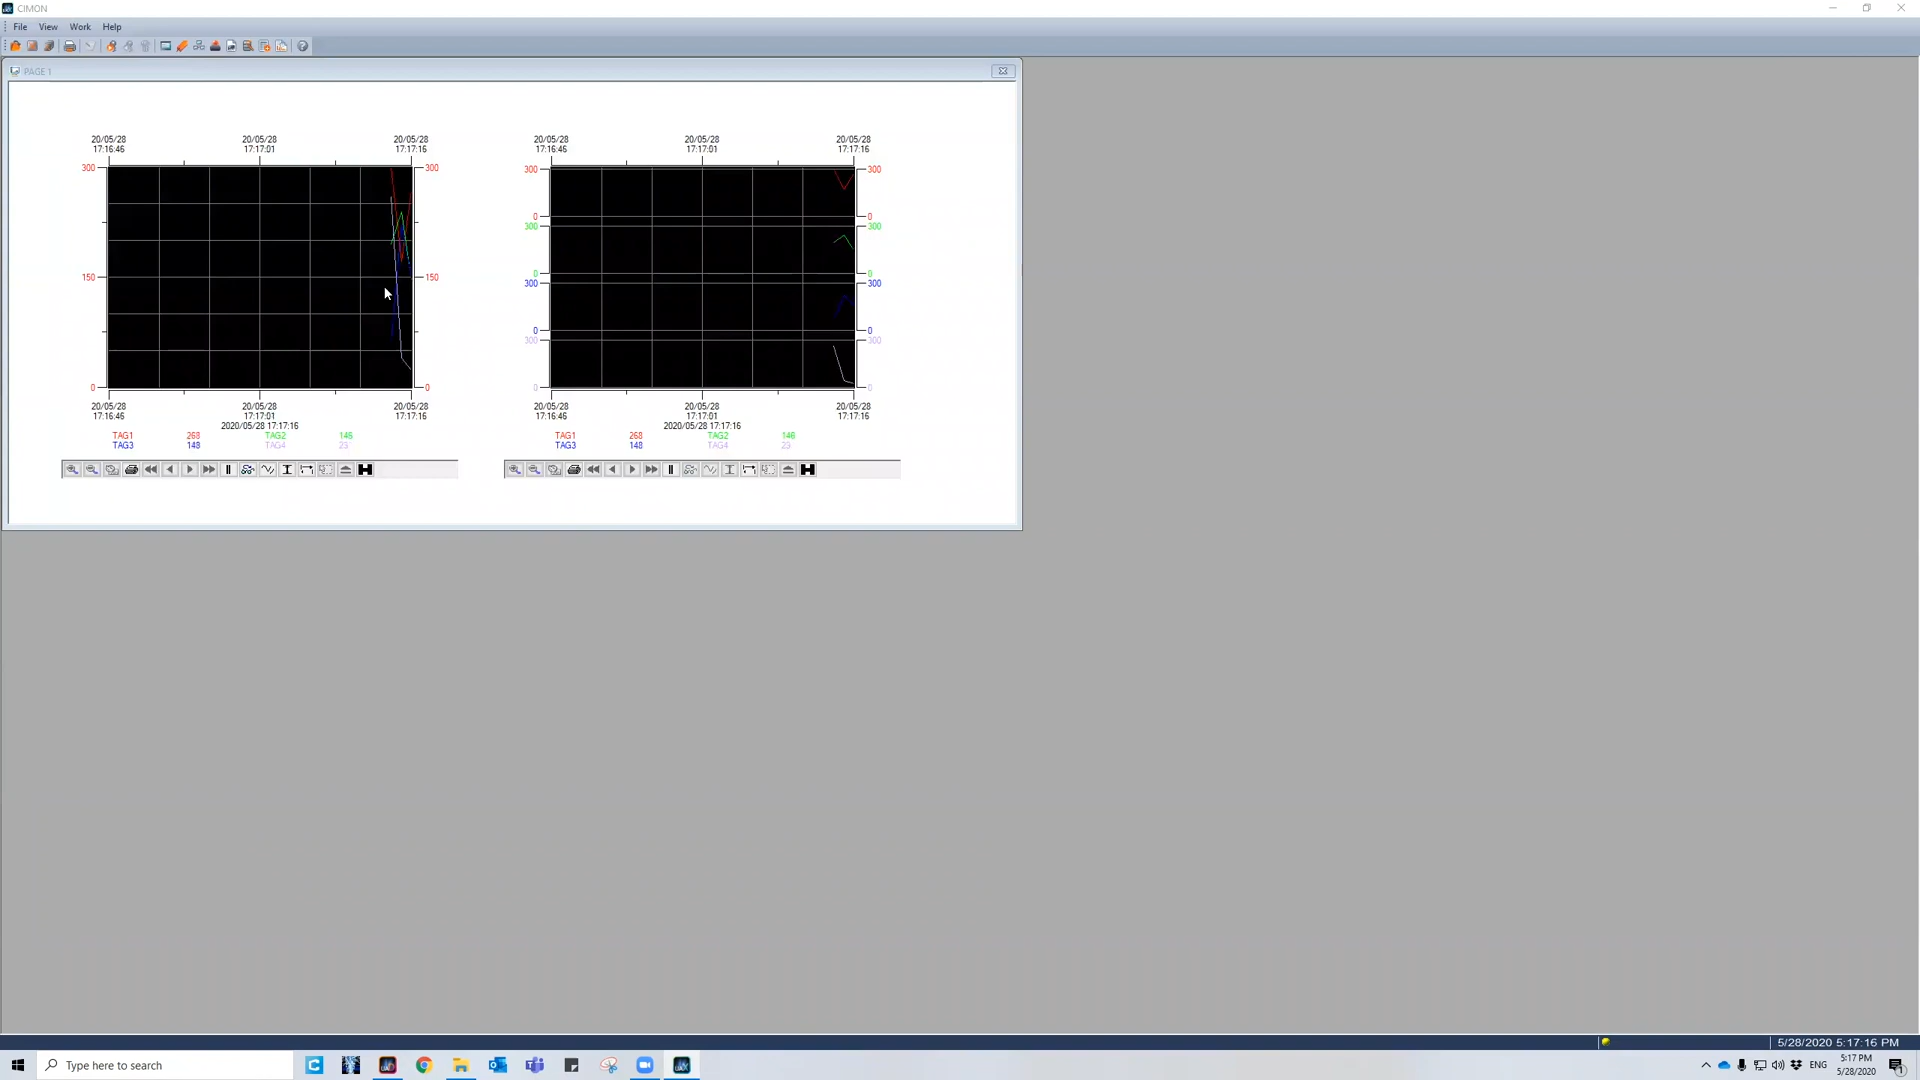 CIMON
File View Work Help
PAGE 1
20/05/28 20/05/28 20/05/28
17:16:46 17:17:01 17:17:16
300 300
150 150
0 0
20/05/28 20/05/28 20/05/28
17:16:46 17:17:01 17:17:16
2020/05/28 17:17:16
TAG1 268 TAG2 146
TAG3 148 TAG4 23
20/05/28 20/05/28 20/05/28
17:16:46 17:17:01 17:17:16
300 300
0 0
300 300
0 0
300 300
0 0
300 300
0 0
20/05/28 20/05/28 20/05/28
17:16:46 17:17:01 17:17:16
2020/05/28 17:17:16
TAG1 268 TAG2 146
TAG3 148 TAG4 23
5/28/2020 5:17:16 PM
Type here to search
ENG
5:17 PM
5/28/2020